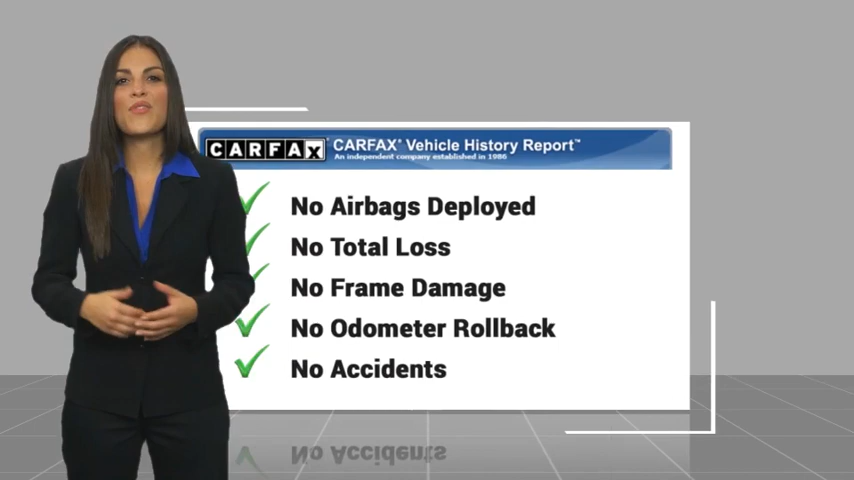 CARFAX CARFAX® Vehicle History Report™
An independent company established in 1986
No Airbags Deployed
No Total Loss
No Frame Damage
No Odometer Rollback
No Accidents
No Accidents